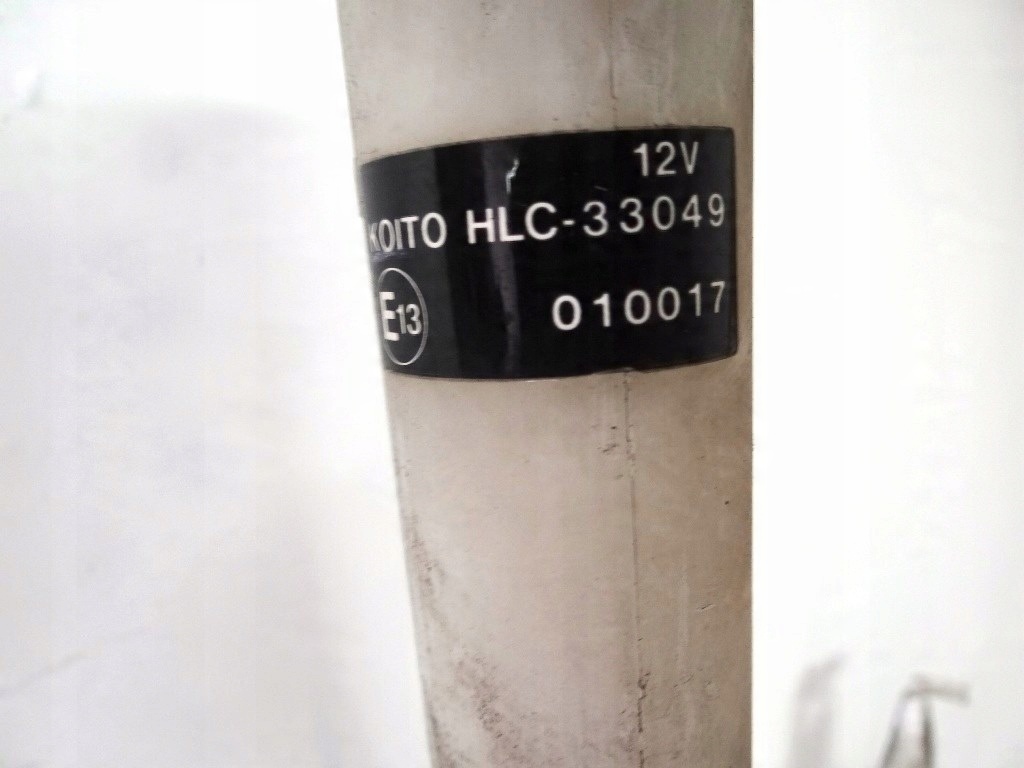 12V
KOITO HLC-33049
E13 010017